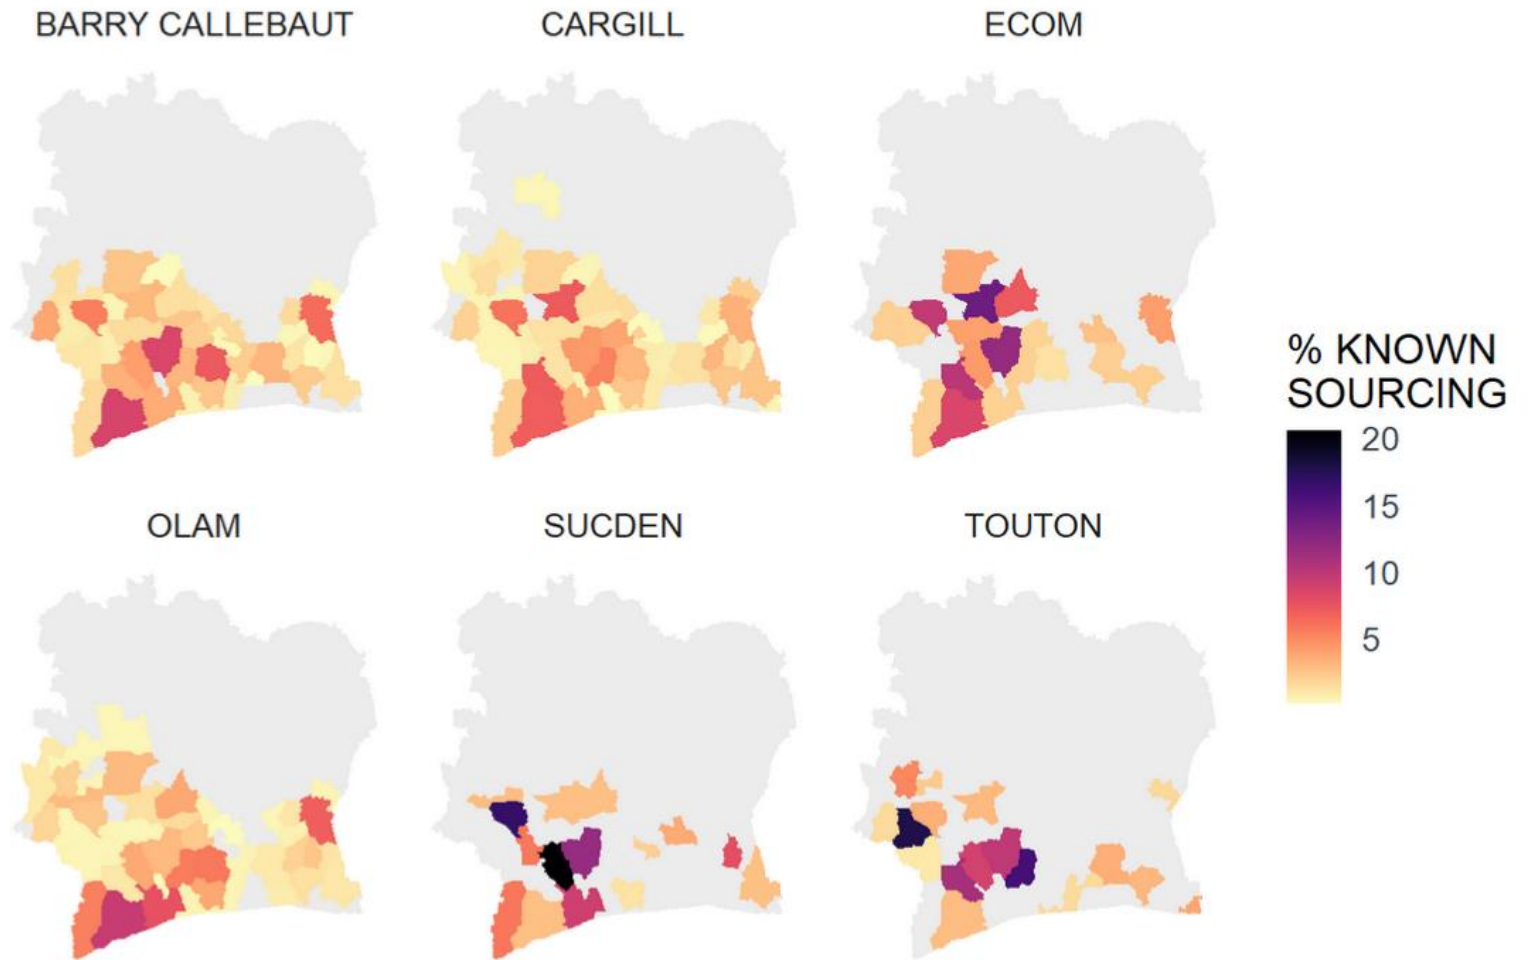 BARRY CALLEBAUT
CARGILL
ECOM
% KNOWN
SOURCING
20
15
10
5
OLAM
SUCDEN
TOUTON